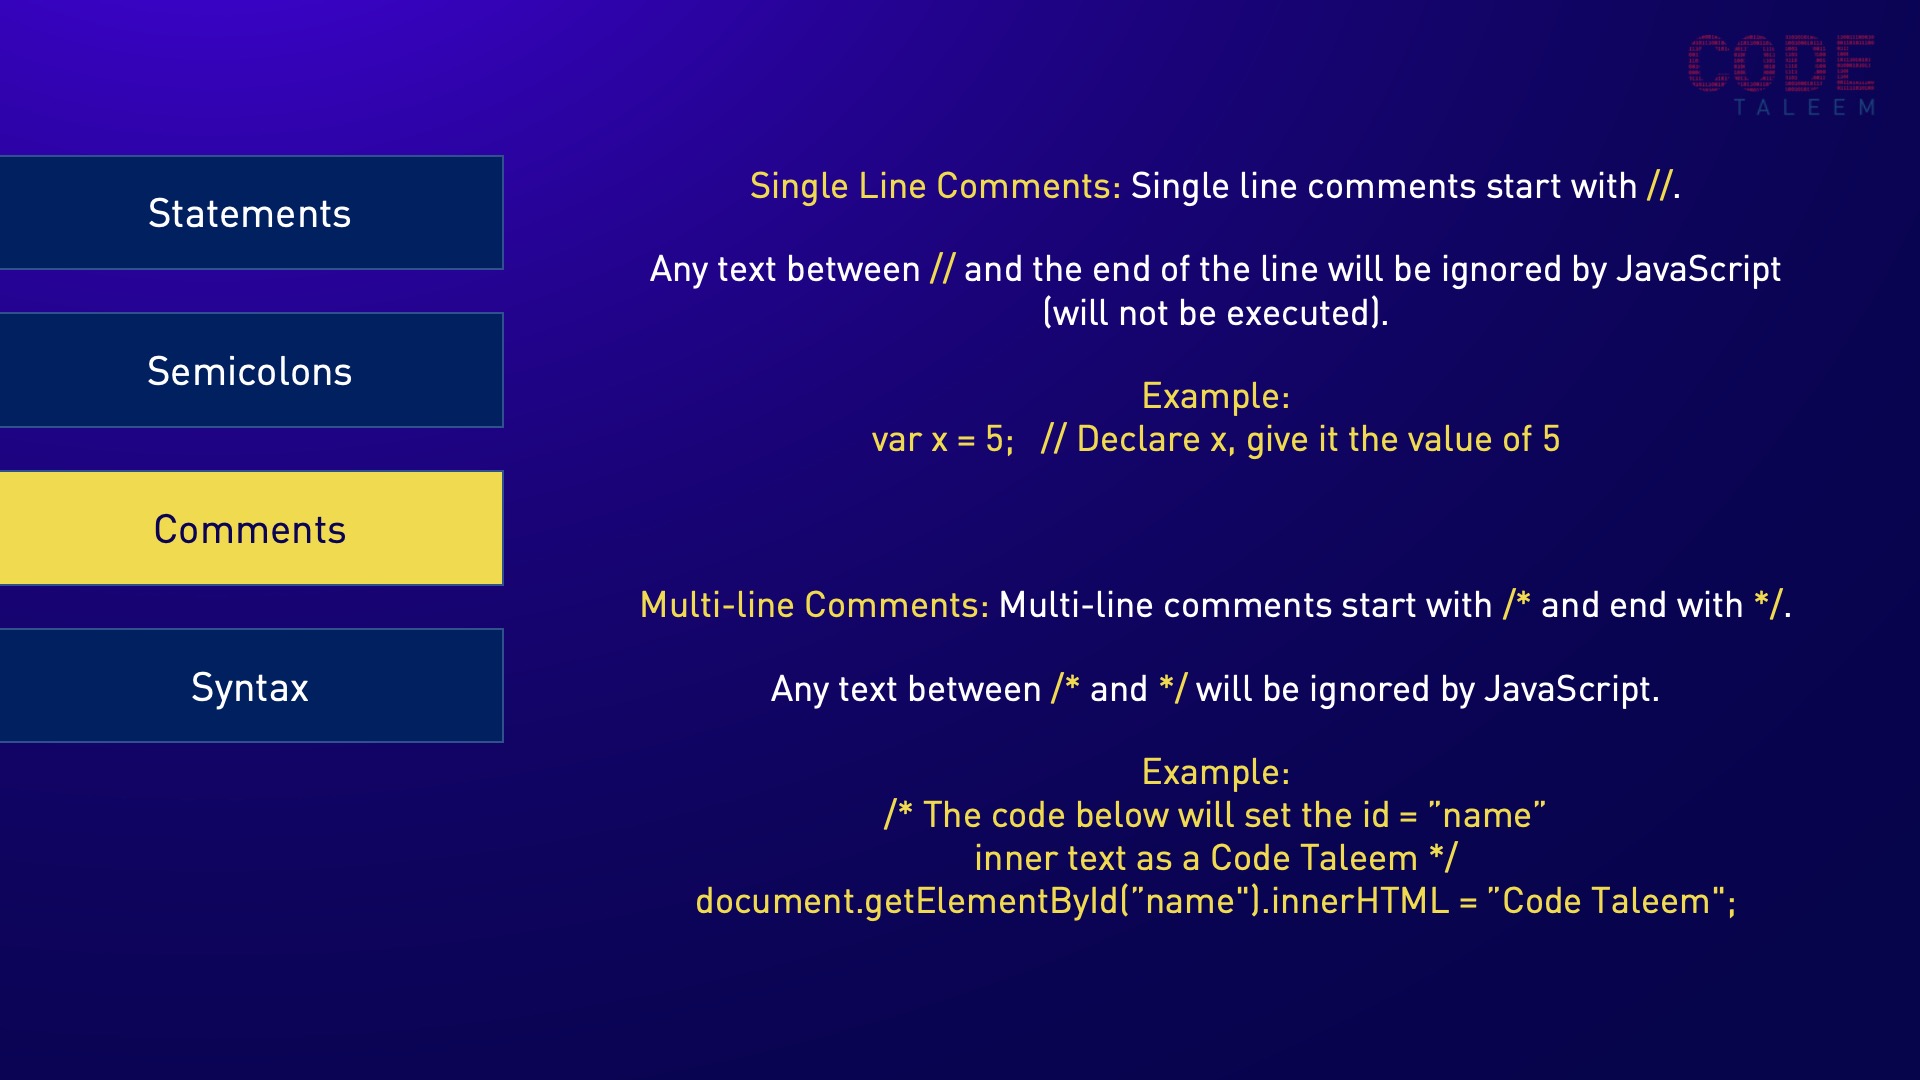 CODE
TALEEM
Statements
Semicolons
Comments
Syntax
Single Line Comments: Single line comments start with //.
Any text between // and the end of the line will be ignored by JavaScript
(will not be executed).
Example:
var x = 5;   // Declare x, give it the value of 5
Multi-line Comments: Multi-line comments start with /* and end with */.
Any text between /* and */ will be ignored by JavaScript.
Example:
/* The code below will set the id = ”name”
inner text as a Code Taleem */
document.getElementById(”name").innerHTML = ”Code Taleem";